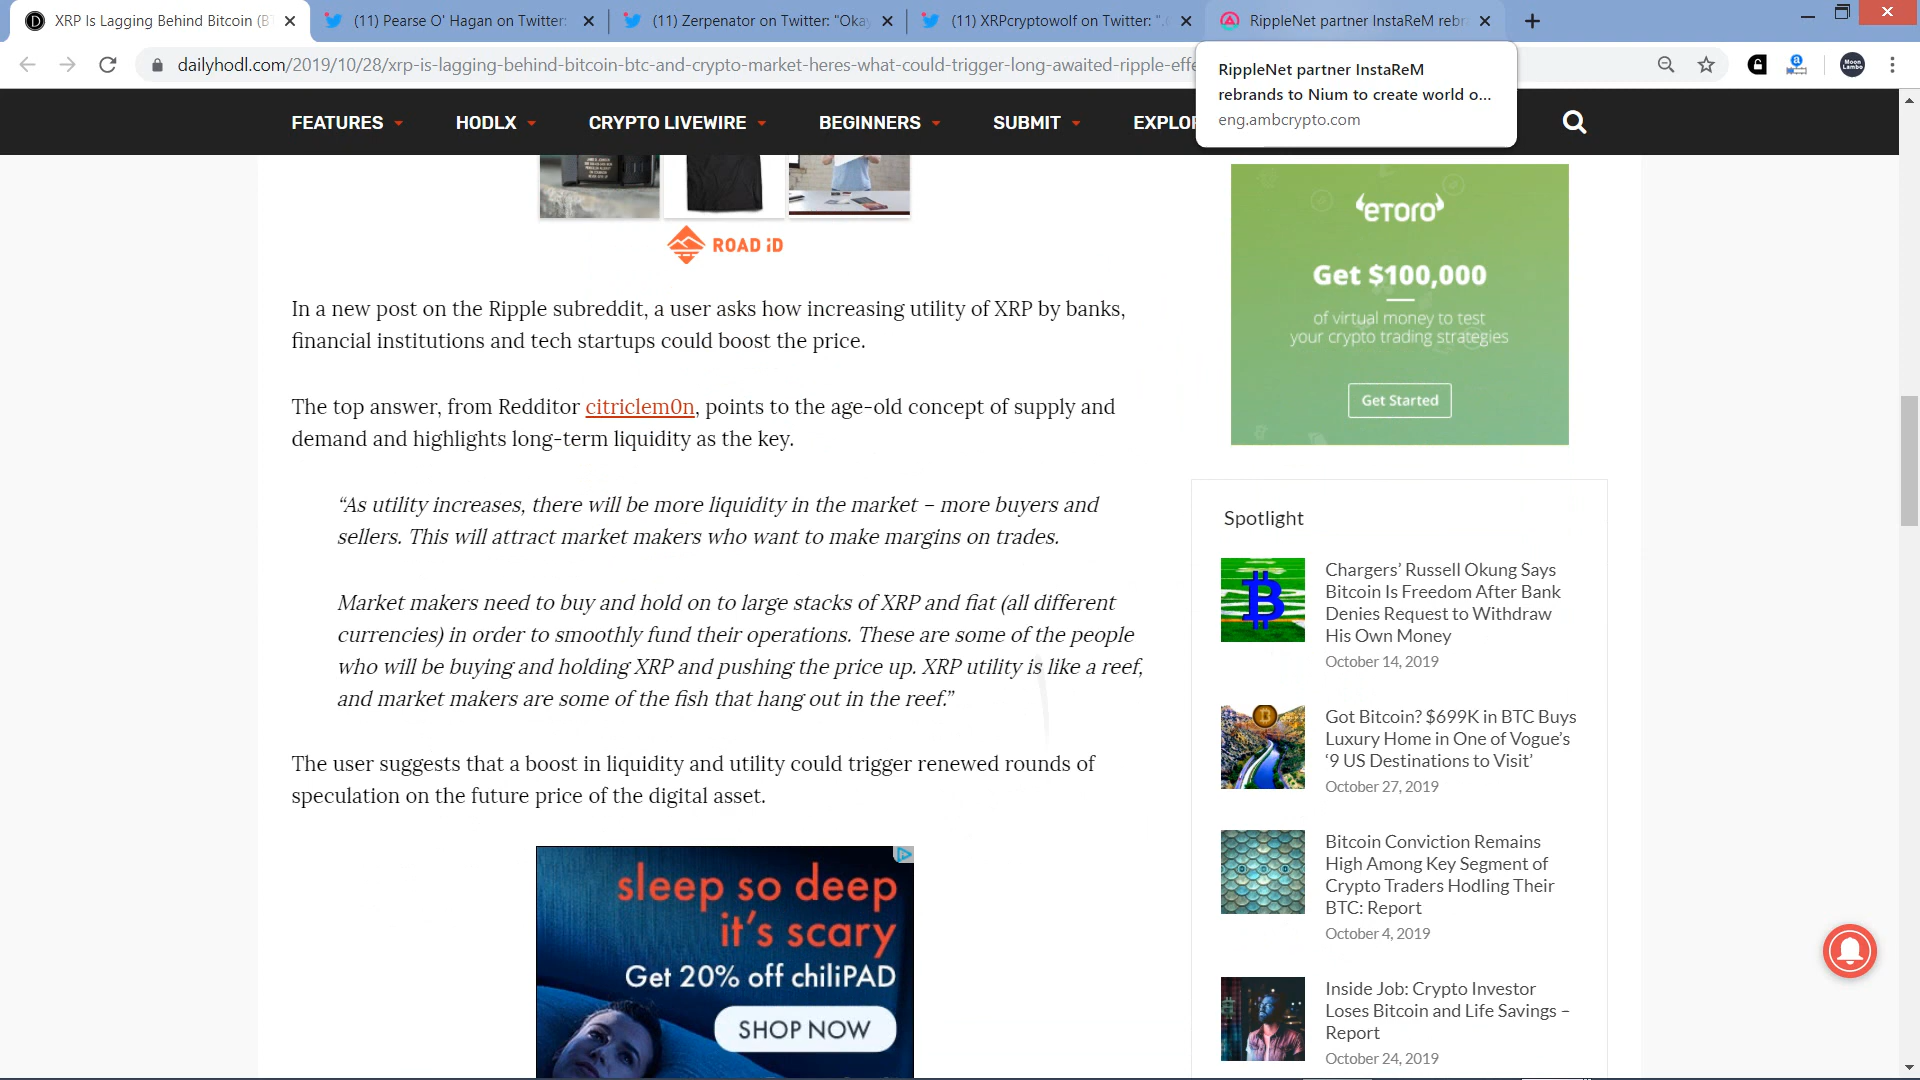 XRP Is Lagging Behind Bitcoin (BT
(11) Pearse O' Hagan on Twitter:
(11) Zerpenator on Twitter: "Okay
(11) XRPcryptowolf on Twitter: ".
RippleNet partner InstaReM rebr
dailyhodl.com/2019/10/28/xrp-is-lagging-behind-bitcoin-btc-and-crypto-market-heres-what-could-trigger-long-awaited-ripple-effe
RippleNet partner InstaReM
rebrands to Nium to create world o...
eng.ambcrypto.com
FEATURES
HODLX
CRYPTO LIVEWIRE
BEGINNERS
SUBMIT
EXPLOR
ROAD iD
In a new post on the Ripple subreddit, a user asks how increasing utility of XRP by banks,
financial institutions and tech startups could boost the price.
The top answer, from Redditor citriclem0n, points to the age-old concept of supply and
demand and highlights long-term liquidity as the key.
“As utility increases, there will be more liquidity in the market – more buyers and
sellers. This will attract market makers who want to make margins on trades.
Market makers need to buy and hold on to large stacks of XRP and fiat (all different
currencies) in order to smoothly fund their operations. These are some of the people
who will be buying and holding XRP and pushing the price up. XRP utility is like a reef,
and market makers are some of the fish that hang out in the reef.”
The user suggests that a boost in liquidity and utility could trigger renewed rounds of
speculation on the future price of the digital asset.
sleep so deep
it's scary
Get 20% off chiliPAD
SHOP NOW
eToro
Get $100,000
of virtual money to test
your crypto trading strategies
Get Started
Spotlight
Chargers’ Russell Okung Says
Bitcoin Is Freedom After Bank
Denies Request to Withdraw
His Own Money
October 14, 2019
Got Bitcoin? $699K in BTC Buys
Luxury Home in One of Vogue’s
‘9 US Destinations to Visit’
October 27, 2019
Bitcoin Conviction Remains
High Among Key Segment of
Crypto Traders Hodling Their
BTC: Report
October 4, 2019
Inside Job: Crypto Investor
Loses Bitcoin and Life Savings –
Report
October 24, 2019